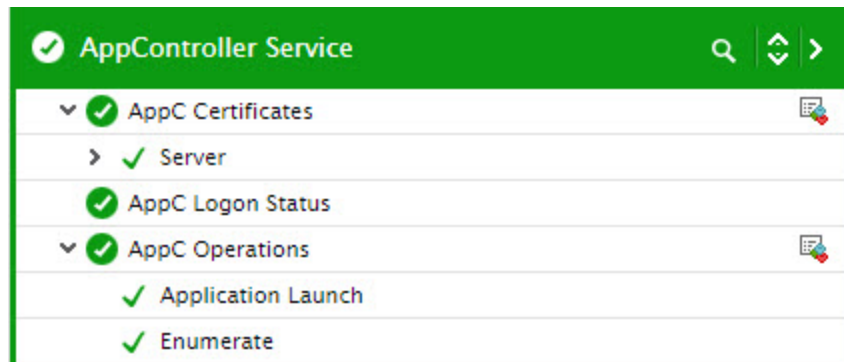 AppController Service
AppC Certificates
Server
AppC Logon Status
AppC Operations
Application Launch
Enumerate